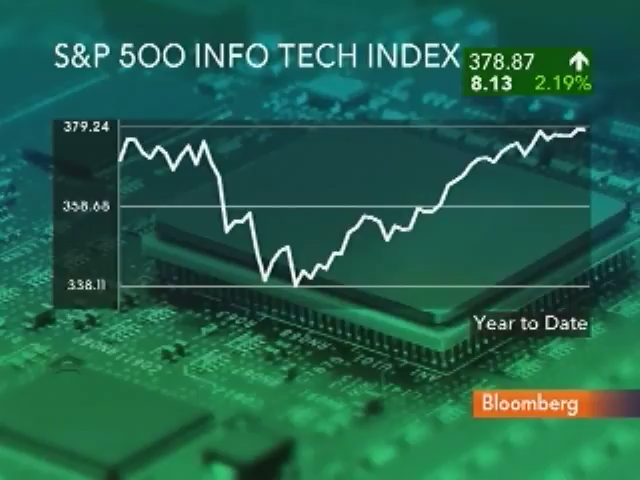 S&P 500 INFO TECH INDEX
378.87
8.13 2.19%
379.24
358.68
338.11
Year to Date
Bloomberg